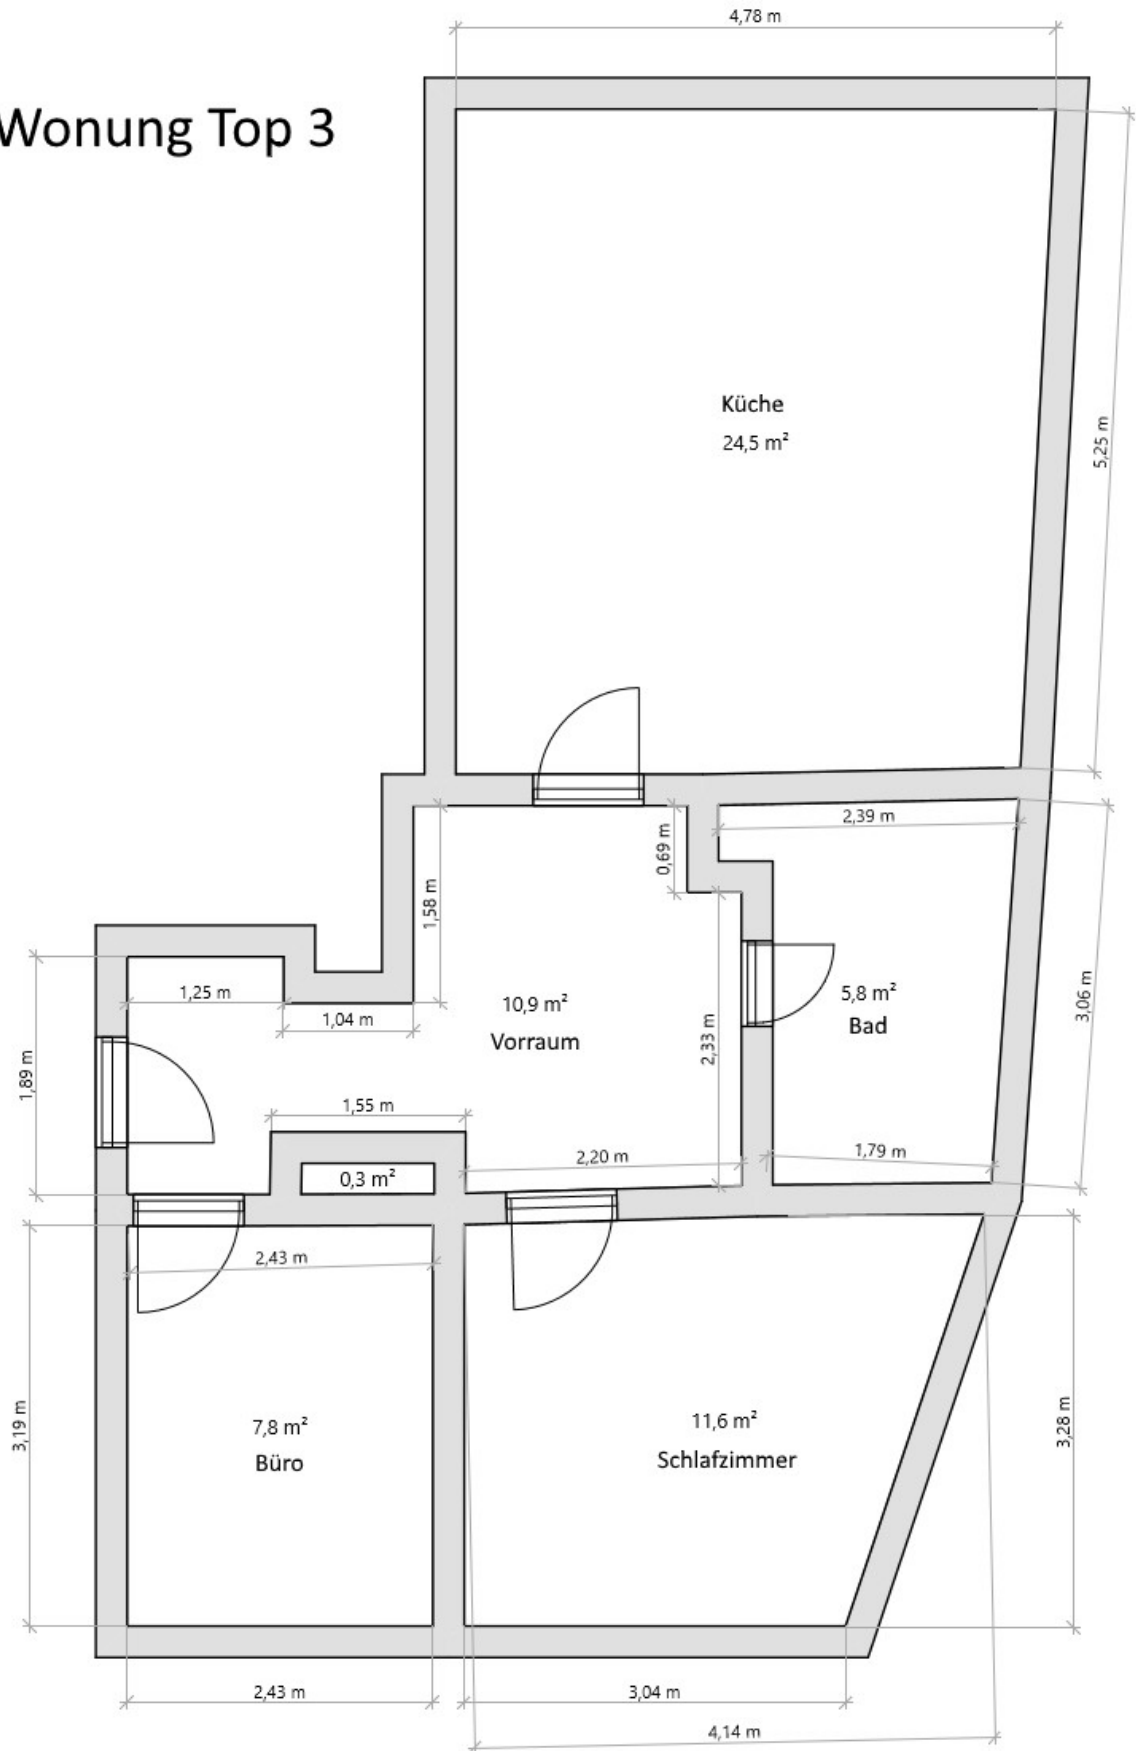 4,78 m
Wonung Top 3
5,25 m
Küche
24,5 m²
2,39 m
0,69 m
1,58 m
1,25 m
1,04 m
10,9 m²
Vorraum
5,8 m²
Bad
3,06 m
2,33 m
1,89 m
1,55 m
2,20 m
1,79 m
0,3 m²
2,43 m
3,19 m
7,8 m²
Büro
11,6 m²
Schlafzimmer
3,28 m
2,43 m
3,04 m
4,14 m